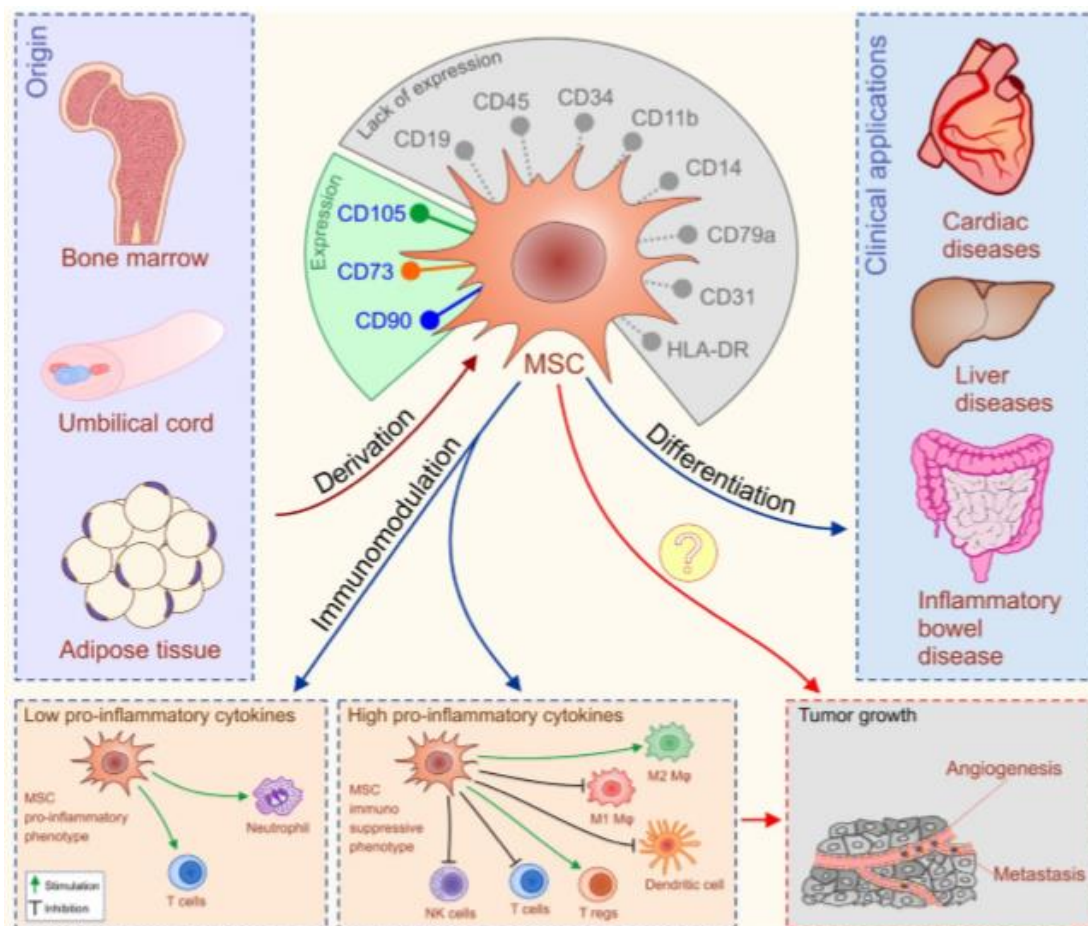 Origin
Bone marrow
Umbilical cord
Adipose tissue
Lack of expression
CD19
CD45
CD34
CD11b
CD14
CD79a
CD31
HLA-DR
Expression
CD105
CD73
CD90
MSC
Derivation
Immunomodulation
?
Differentiation
Clinical applications
Cardiac
diseases
Liver
diseases
Inflammatory
bowel
disease
Low pro-inflammatory cytokines
MSC
pro-inflammatory
phenotype
Neutrophil
T cells
Stimulation
Inhibition
High pro-inflammatory cytokines
MSC
immuno
suppressive
phenotype
M2 Mφ
M1 Mφ
Dendritic cell
NK cells
T cells
T regs
Tumor growth
Angiogenesis
Metastasis